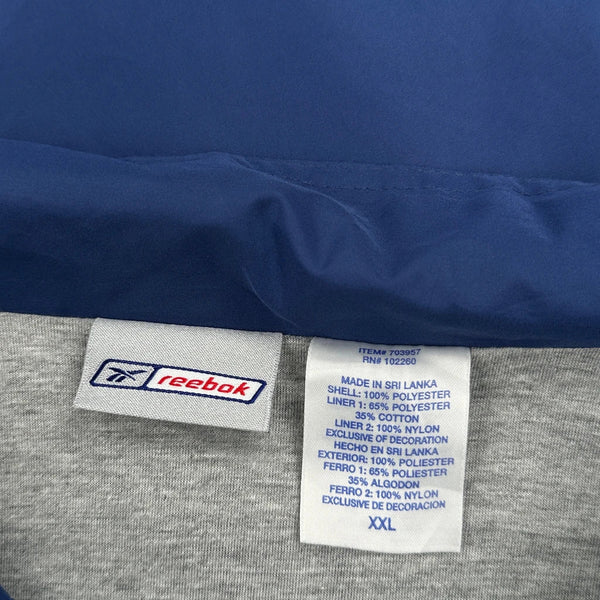 reebok
ITEM# 703957
RN# 102260
MADE IN SRI LANKA
SHELL: 100% POLYESTER
LINER 1: 65% POLYESTER
35% COTTON
LINER 2: 100% NYLON
EXCLUSIVE OF DECORATION
HECHO EN SRI LANKA
EXTERIOR: 100% POLIESTER
FERRO 1: 65% POLIESTER
35% ALGODON
FERRO 2: 100% NYLON
EXCLUSIVE DE DECORACION
XXL